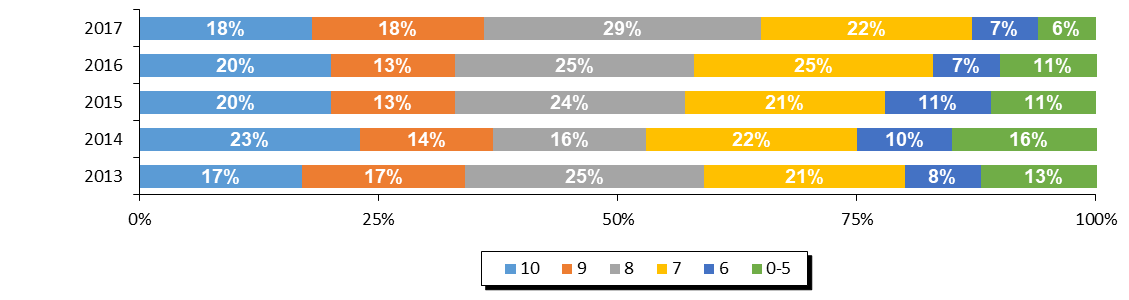 2017 18% 18% 29% 22% 7% 6%
2016 20% 13% 25% 25% 7% 11%
2015 20% 13% 24% 21% 11% 11%
2014 23% 14% 16% 22% 10% 16%
2013 17% 17% 25% 21% 8% 13%
0% 25% 50% 75% 100%
10 9 8 7 6 0-5